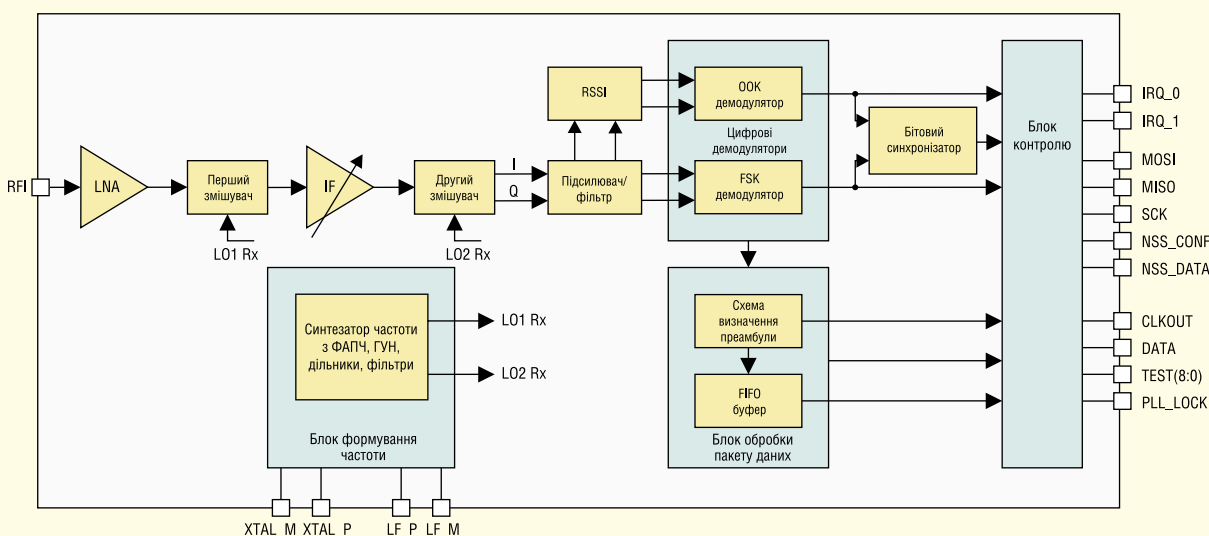 RFI
LNA
Перший
змішувач
LO1 Rx
IF
Другий
змішувач
LO2 Rx
I
Q
Підсилювач/
фільтр
RSSI
OOK
демодулятор
Цифрові
демодулятори
FSK
демодулятор
Бітовий
синхронізатор
Блок
контролю
IRQ_0
IRQ_1
MOSI
MISO
SCK
NSS_CONF
NSS_DATA
CLKOUT
DATA
TEST(8:0)
PLL_LOCK
Синтезатор частоти
з ФАПЧ, ГУН,
дільники, фільтри
LO1 Rx
LO2 Rx
Блок формування
частоти
Схема
визначення
преамбули
FIFO
буфер
Блок обробки
пакету даних
XTAL_M
XTAL_P
LF_P
LF_M